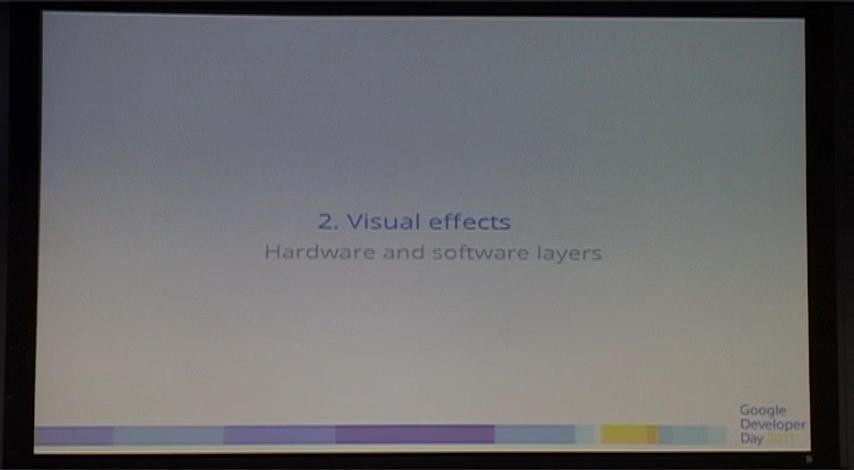 2. Visual effects
Hardware and software layers
Google
Developer
Day 2011